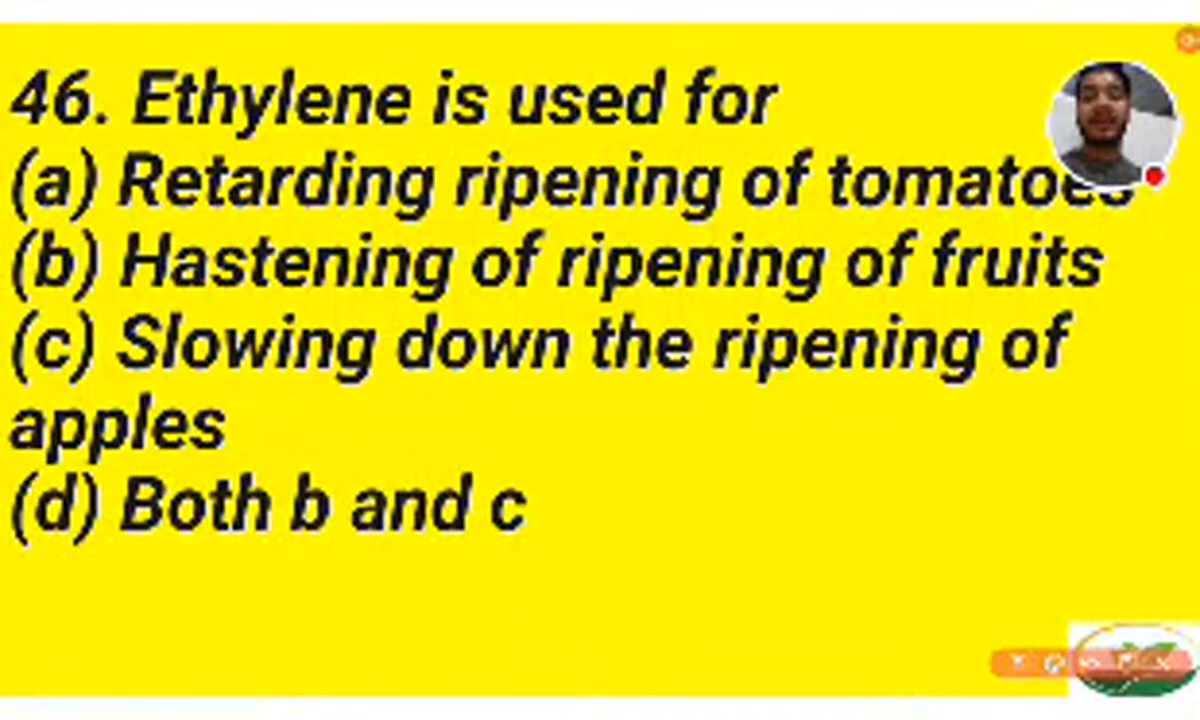 46. Ethylene is used for
(a) Retarding ripening of tomatoes
(b) Hastening of ripening of fruits
(c) Slowing down the ripening of
apples
(d) Both b and c